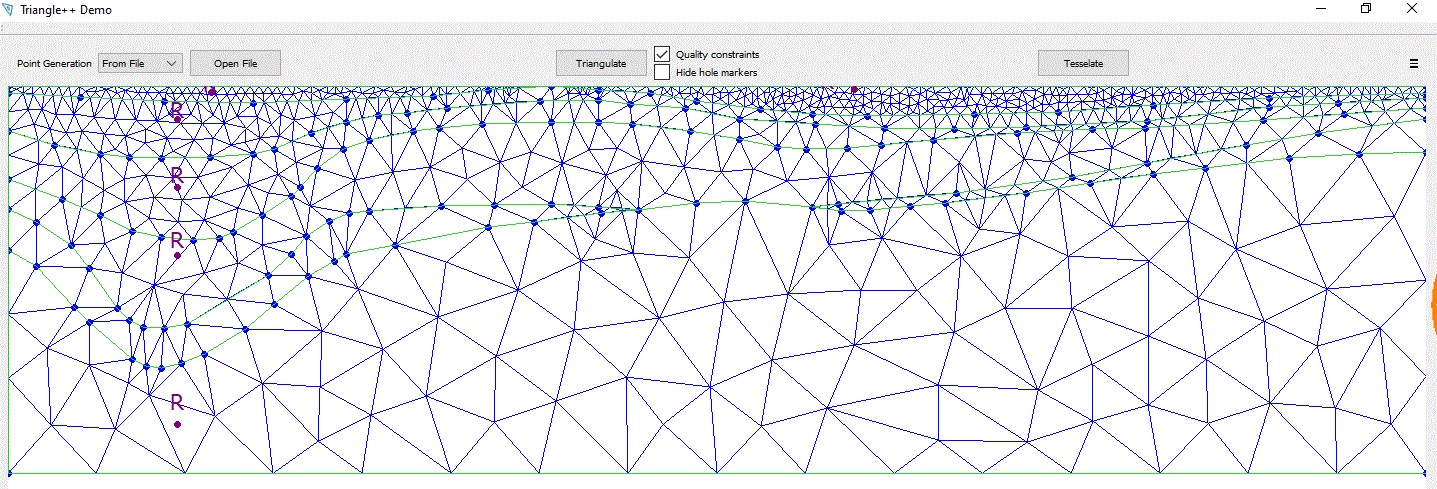 Triangle++ Demo
Point Generation From File Open File Triangulate Quality constraints Tesselate
Hide hole markers
R
R
R
R